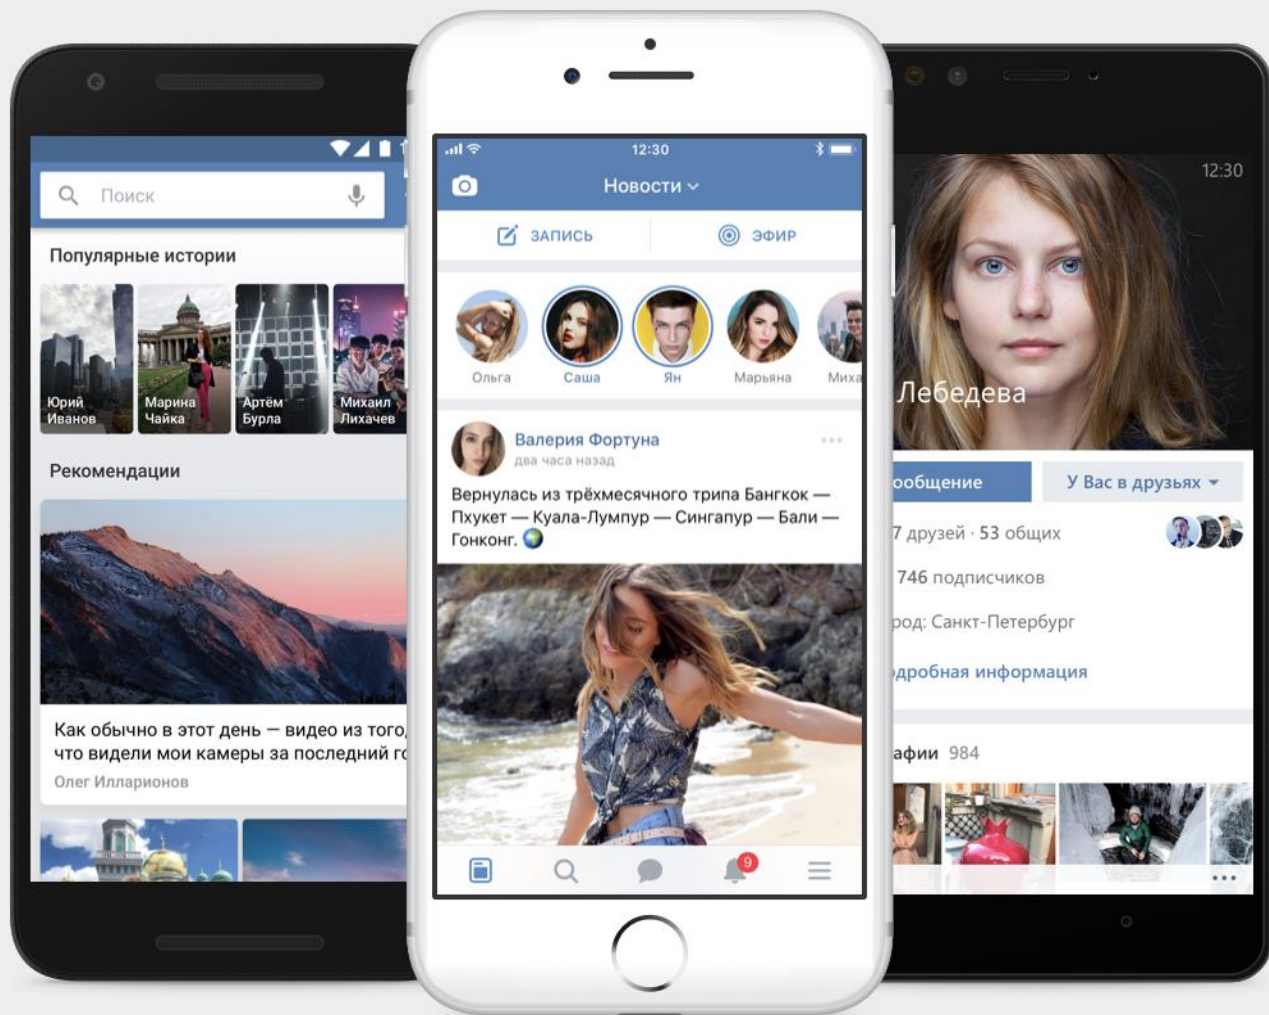 Поиск
Популярные истории
Юрий
Иванов
Марина
Чайка
Артём
Бурла
Михаил
Лихачев
Рекомендации
Как обычно в этот день — видео из того,
что видели мои камеры за последний
Олег Илларионов
12:30
Новости
ЗАПИСЬ
ЭФИР
Ольга
Саша
Ян
Марьяна
Миха
Валерия Фортуна
два часа назад
Вернулась из трёхмесячного трипа Бангкок —
Пхукет — Куала-Лумпур — Сингапур — Бали —
Гонконг.
9
12:30
Лебедева
ообщение
У Вас в друзьях
7 друзей · 53 общих
746 подписчиков
род: Санкт-Петербург
дробная информация
афии 984